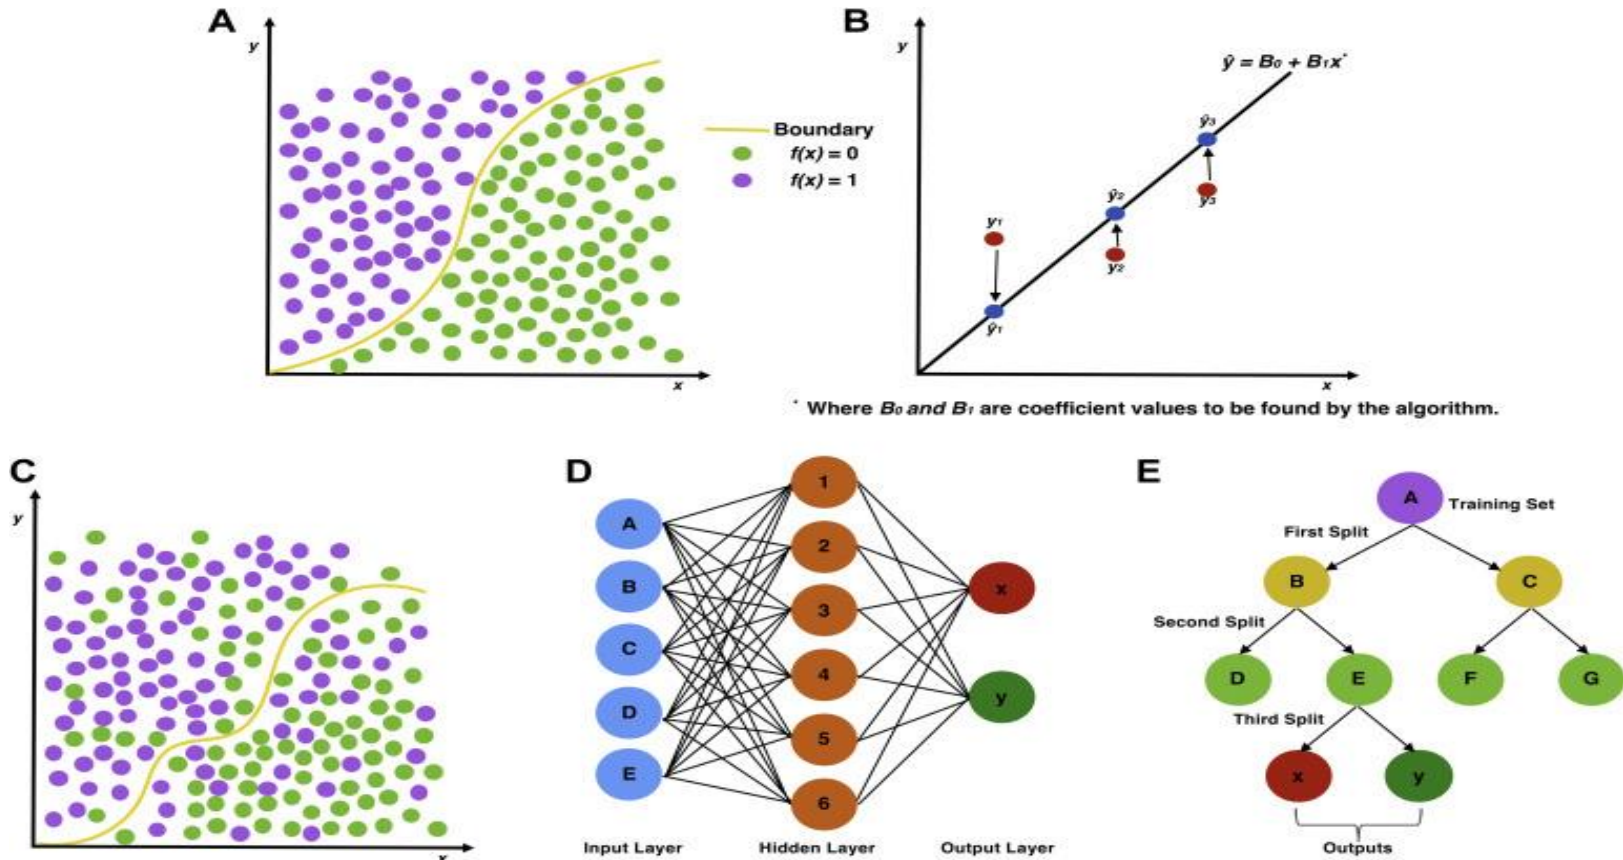 A
y
x
Boundary
f(x) = 0
f(x) = 1
B
y
ŷ = B₀ + B₁x*
ŷ₃
y₃
ŷ₂
y₂
y₁
ŷ₁
x
* Where B₀ and B₁ are coefficient values to be found by the algorithm.
C
y
x
D
A
B
C
D
E
1
2
3
4
5
6
x
y
Input Layer
Hidden Layer
Output Layer
E
A
Training Set
First Split
B
C
Second Split
D
E
F
G
Third Split
x
y
Outputs